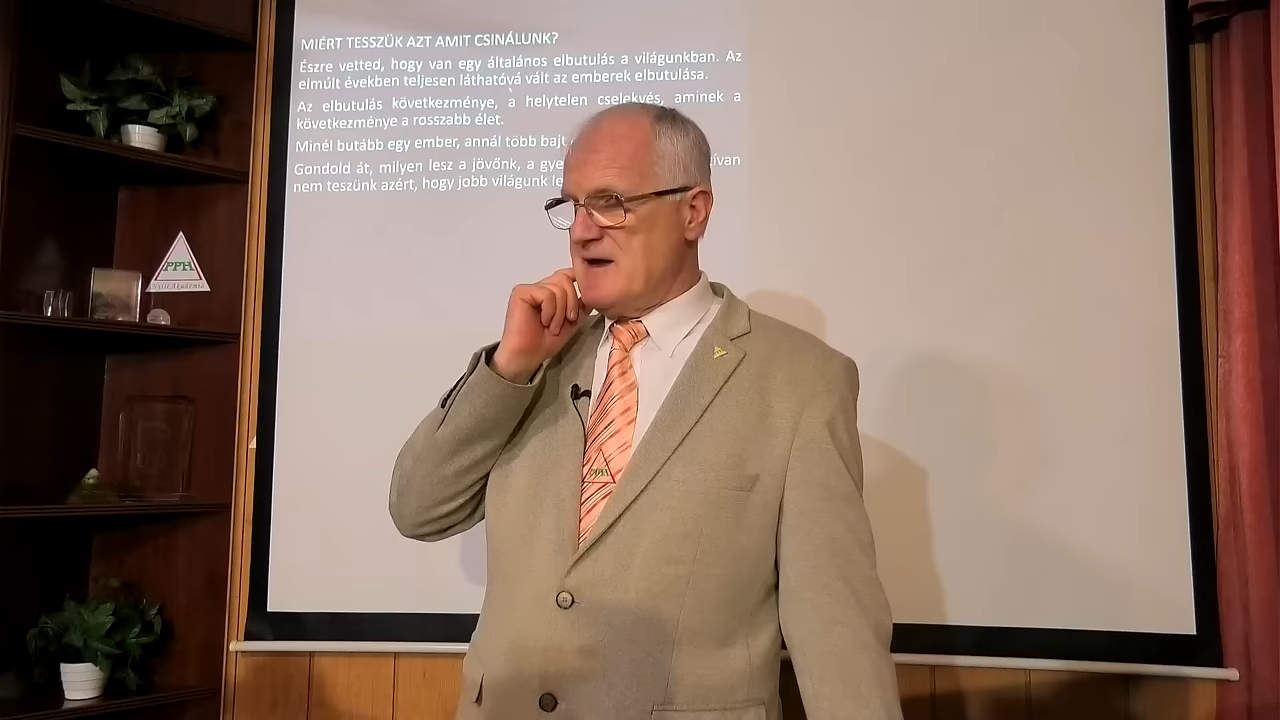 MIÉRT TESSZÜK AZT AMIT CSINÁLUNK?
Észre vetted, hogy van egy általános elbutulás a világunkban. Az
elmúlt években teljesen láthatóvá vált az emberek elbutulása.
Az elbutulás következménye, a helytelen cselekvés, aminek a
következménye a rosszabb élet.
Minél butább egy ember, annál több bajt
Gondold át, milyen lesz a jövőnk, a
nem teszünk azért, hogy jobb világunk
PPH
Nyílt Akadémia
PPH